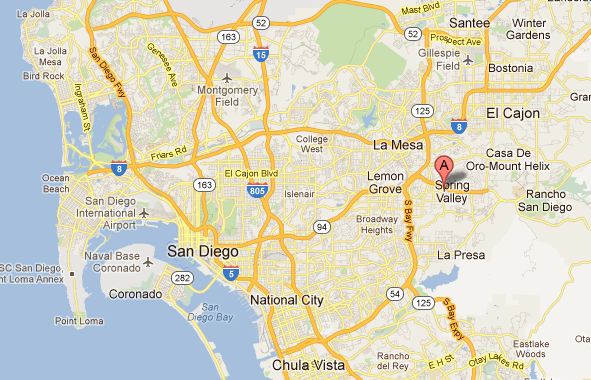 La Jolla
52
Mast Blvd
Santee
Winter
Gardens
La Jolla
Mesa
Bird Rock
San Diego Fwy
Genesee Ave
163
52
15
Prospect Ave
Gillespie
Field
Bostonia
Ingraham St
Montgomery
Field
125
El Cajon
8
College
West
La Mesa
Friars Rd
Casa De
Oro-Mount Helix
A
Ocean
Beach
8
163
El Cajon Blvd
805
Islenair
Lemon
Grove
Spring
Valley
Rancho
San Diego
San Diego
International
Airport
94
Broadway
Heights
S Bay Fwy
San Diego
La Presa
Naval Base
Coronado
5
SC San Diego,
nt Loma Annex
282
Coronado
National City
54
125
S Bay Expy
Point Loma
San
Diego Bay
Eastlake
Woods
Chula Vista
Rancho
del Rey
E H St
Otay Lakes Rd